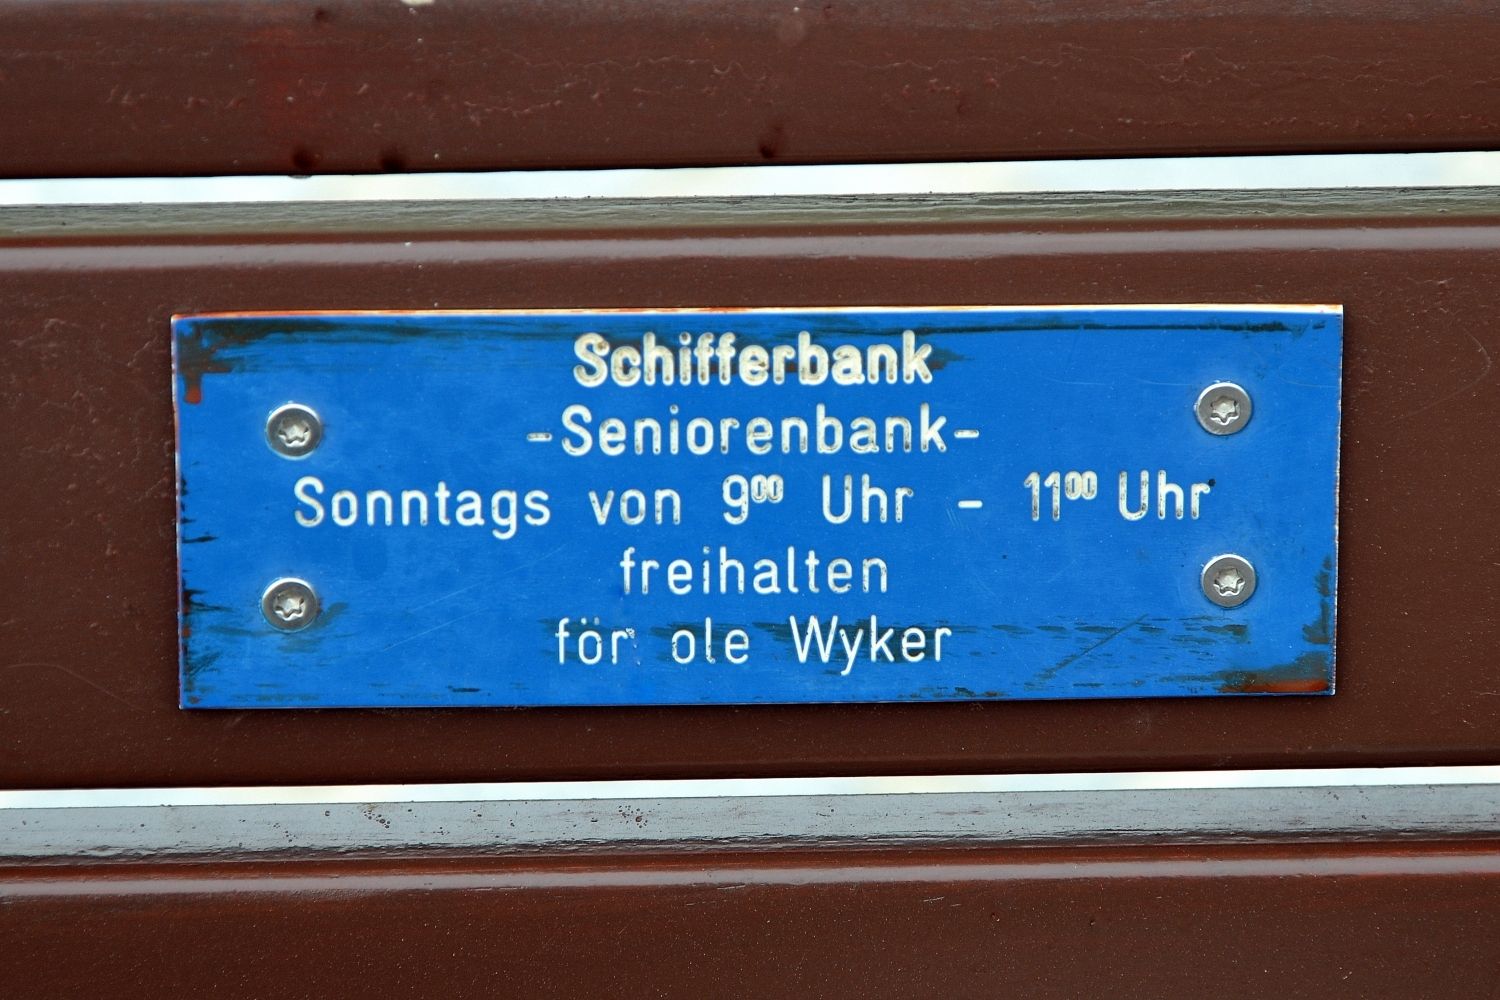 Schifferbank
-Seniorenbank-
Sonntags von 9⁰⁰ Uhr - 11⁰⁰ Uhr
freihalten
för ole Wyker